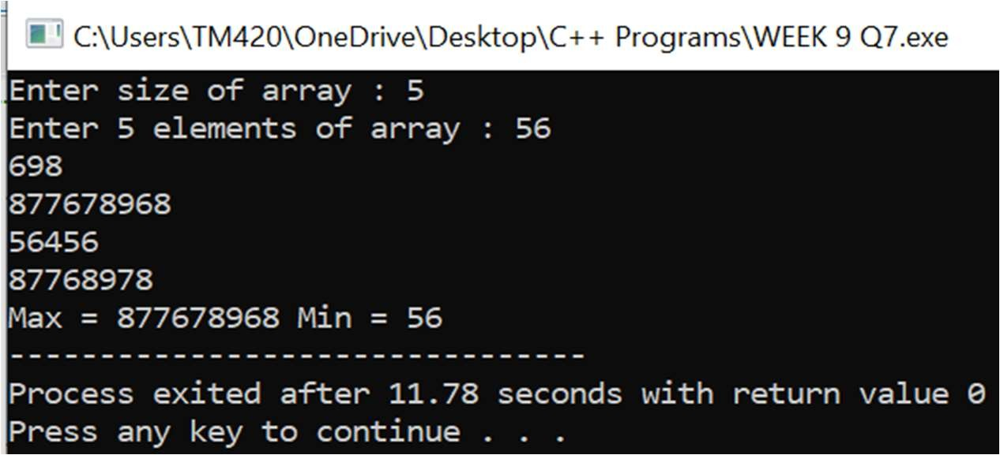 C:\Users\TM420\OneDrive\Desktop\C++ Programs\WEEK 9 Q7.exe
Enter size of array : 5
Enter 5 elements of array : 56
698
877678968
56456
87768978
Max = 877678968 Min = 56
--------------------------------
Process exited after 11.78 seconds with return value 0
Press any key to continue . . .